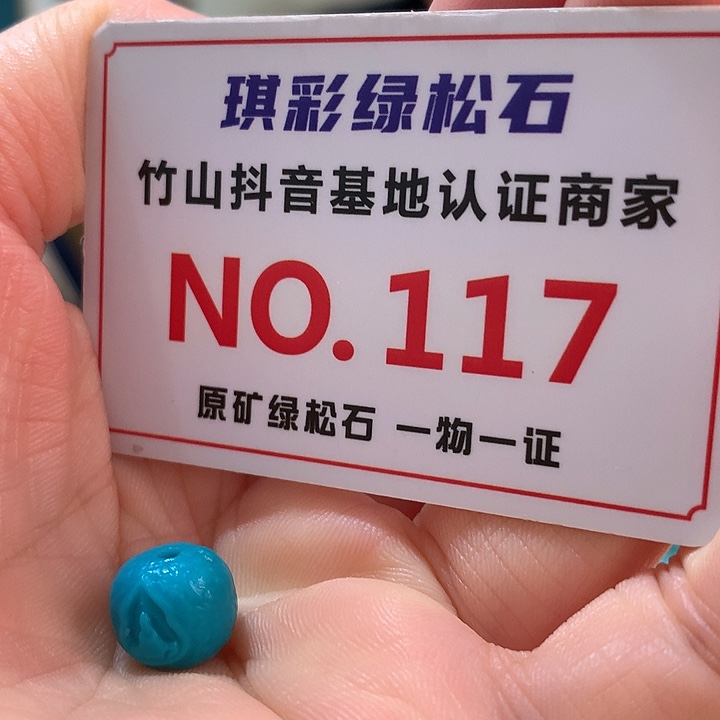 琪彩绿松石
竹山抖音基地认证商家
NO.117
原矿绿松石 一物一证